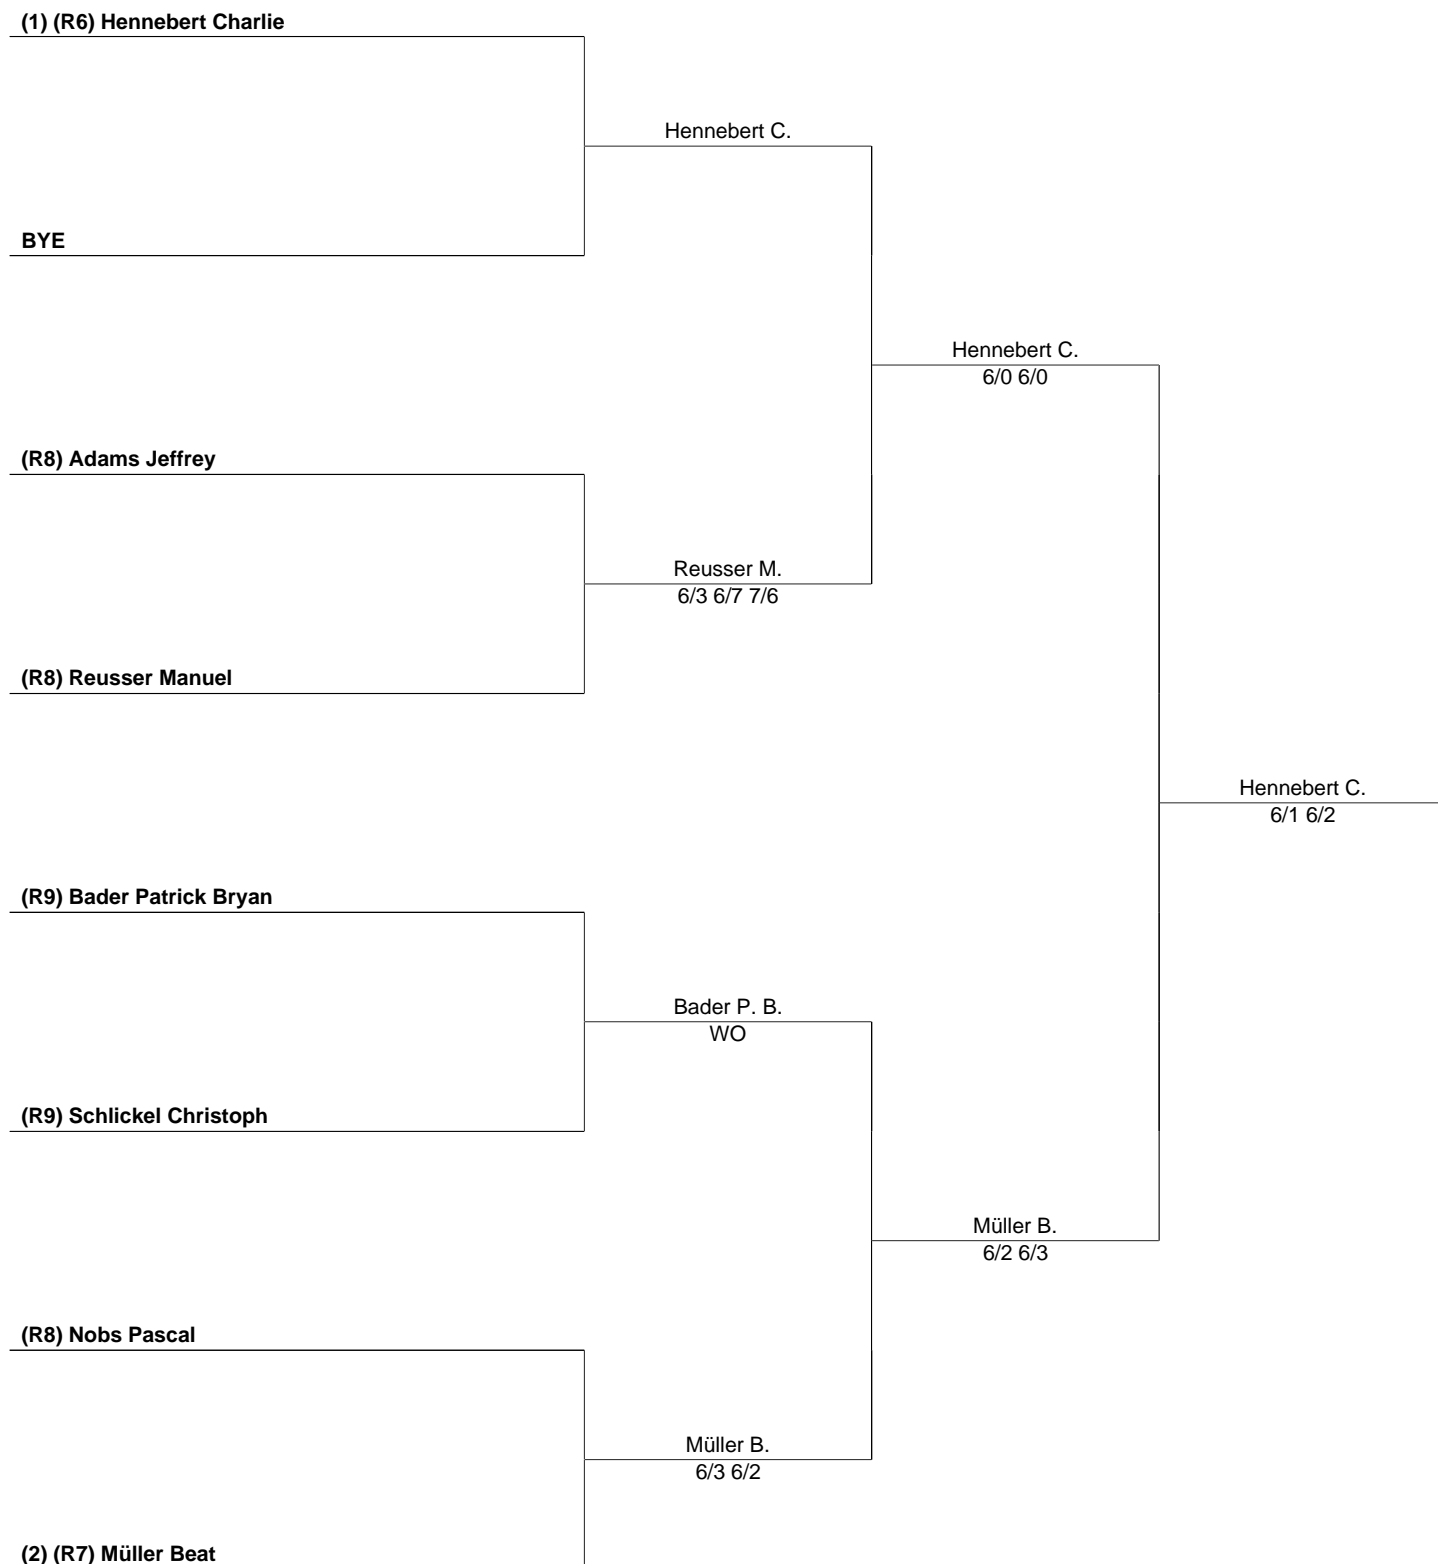 (1) (R6) Hennebert Charlie
Hennebert C.
BYE
Hennebert C.
6/0 6/0
(R8) Adams Jeffrey
Reusser M.
6/3 6/7 7/6
(R8) Reusser Manuel
Hennebert C.
6/1 6/2
(R9) Bader Patrick Bryan
Bader P. B.
WO
(R9) Schlickel Christoph
Müller B.
6/2 6/3
(R8) Nobs Pascal
Müller B.
6/3 6/2
(2) (R7) Müller Beat